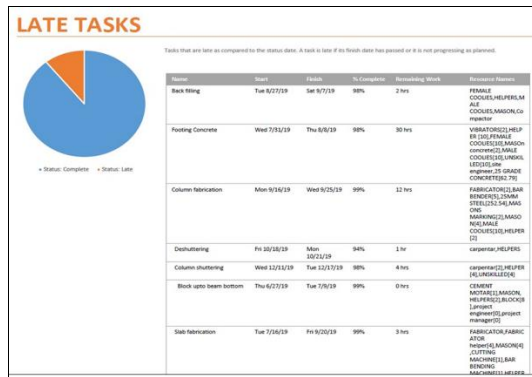 LATE TASKS
Tasks that are late as compared to the status date. A task is late if its finish date has passed or it is not progressing as planned.
Status: Complete Status: Late
Name Start Finish % Complete Remaining Work Resource Names
Back filling Tue 8/27/19 Sat 9/7/19 98% 2 hrs FEMALE
COOLIES,HELPERS,M
ALE
COOLIES,MASON,Co
mpactor
Footing Concrete Wed 7/31/19 Thu 8/8/19 98% 30 hrs VIBRATORS[2],HELP
ER [10],FEMALE
COOLIES[10],MASOn
concrete[2],MALE
COOLIES[10],UNSKIL
LED[10],site
engineer,25 GRADE
CONCRETE[62.79]
Column fabrication Mon 9/16/19 Wed 9/25/19 99% 12 hrs FABRICATOR[2],BAR
BENDER[5],25MM
STEEL[252.54],MAS
ONS
MARKING[2],MASO
N[4],MALE
COOLIES[10],HELPER
[2]
Deshuttering Fri 10/18/19 Mon
10/21/19 94% 1 hr carpentar,HELPERS
Column shuttering Wed 12/11/19 Tue 12/17/19 98% 4 hrs carpentar[2],HELPER
[4],UNSKILLED[4]
Block upto beam bottom Thu 6/27/19 Tue 7/9/19 99% 0 hrs CEMENT
MOTAR[1],MASON,
HELPERS[2],BLOCK[8
],project
engineer[0],project
manager[0]
Slab fabrication Tue 7/16/19 Fri 9/20/19 99% 3 hrs FABRICATOR,FABRIC
ATOR
helper[4],MASON[4]
,CUTTING
MACHINE[1],BAR
BENDING
MACHINE[1],HELPER